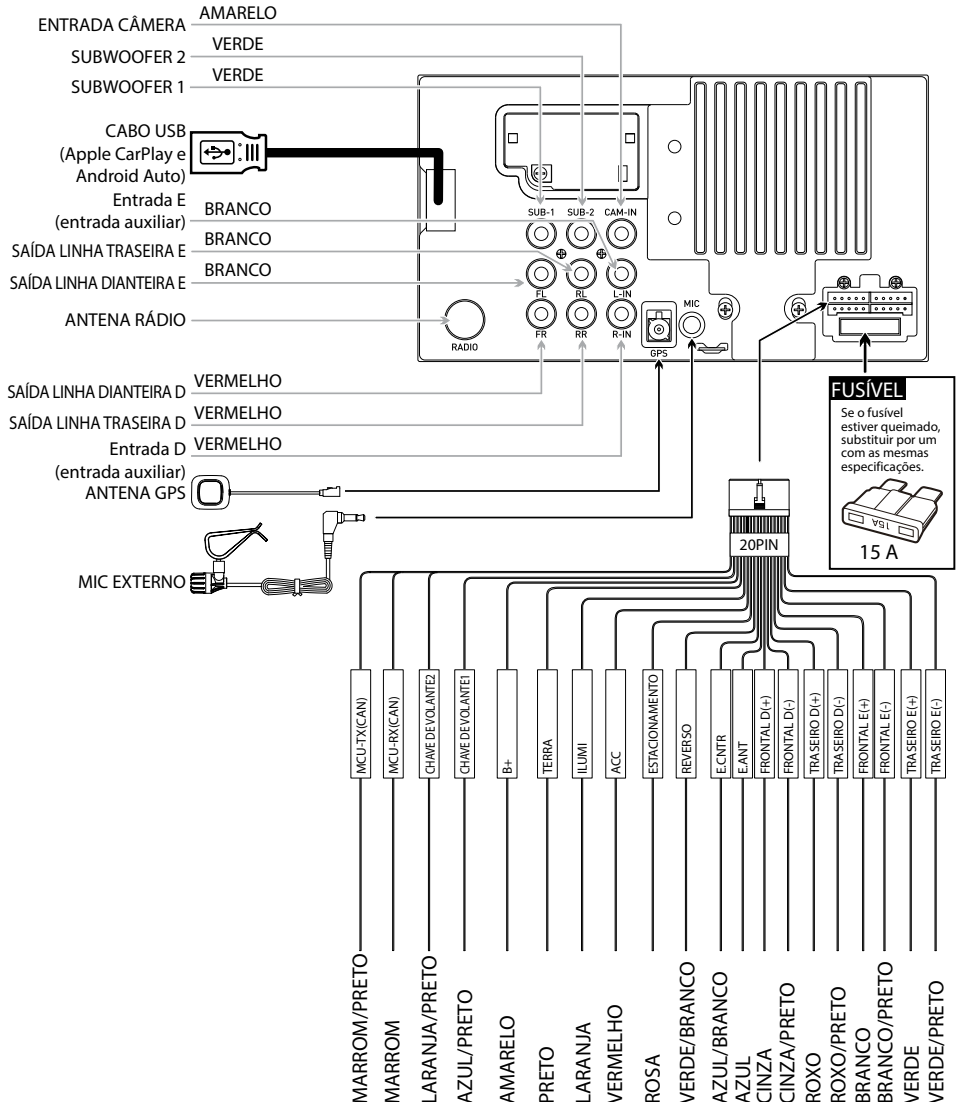 AMARELO
ENTRADA CÂMERA
VERDE
SUBWOOFER 2
VERDE
SUBWOOFER 1
CABO USB
(Apple CarPlay e
Android Auto)
Entrada E
(entrada auxiliar)
BRANCO
SAÍDA LINHA TRASEIRA E
BRANCO
SAÍDA LINHA DIANTEIRA E
BRANCO
ANTENA RÁDIO
SUB-1
SUB-2
CAM-IN
FL
RL
L-IN
FR
RR
R-IN
RADIO
GPS
MIC
SAÍDA LINHA DIANTEIRA D
VERMELHO
SAÍDA LINHA TRASEIRA D
VERMELHO
Entrada D
(entrada auxiliar)
VERMELHO
ANTENA GPS
MIC EXTERNO
FUSÍVEL
Se o fusível
estiver queimado,
substituir por um
com as mesmas
especificações.
15A
15 A
20PIN
MCU-TX(CAN)
MCU-RX(CAN)
CHAVE DE VOLANTE2
CHAVE DE VOLANTE1
B+
TERRA
ILUMI
ACC
ESTACIONAMENTO
REVERSO
E.CNTR
E.ANT
FRONTAL D(+)
FRONTAL D(-)
TRASEIRO D(+)
TRASEIRO D(-)
FRONTAL E(+)
FRONTAL E(-)
TRASEIRO E(+)
TRASEIRO E(-)
MARROM/PRETO
MARROM
LARANJA/PRETO
AZUL/PRETO
AMARELO
PRETO
LARANJA
VERMELHO
ROSA
VERDE/BRANCO
AZUL/BRANCO
AZUL
CINZA
CINZA/PRETO
ROXO
ROXO/PRETO
BRANCO
BRANCO/PRETO
VERDE
VERDE/PRETO